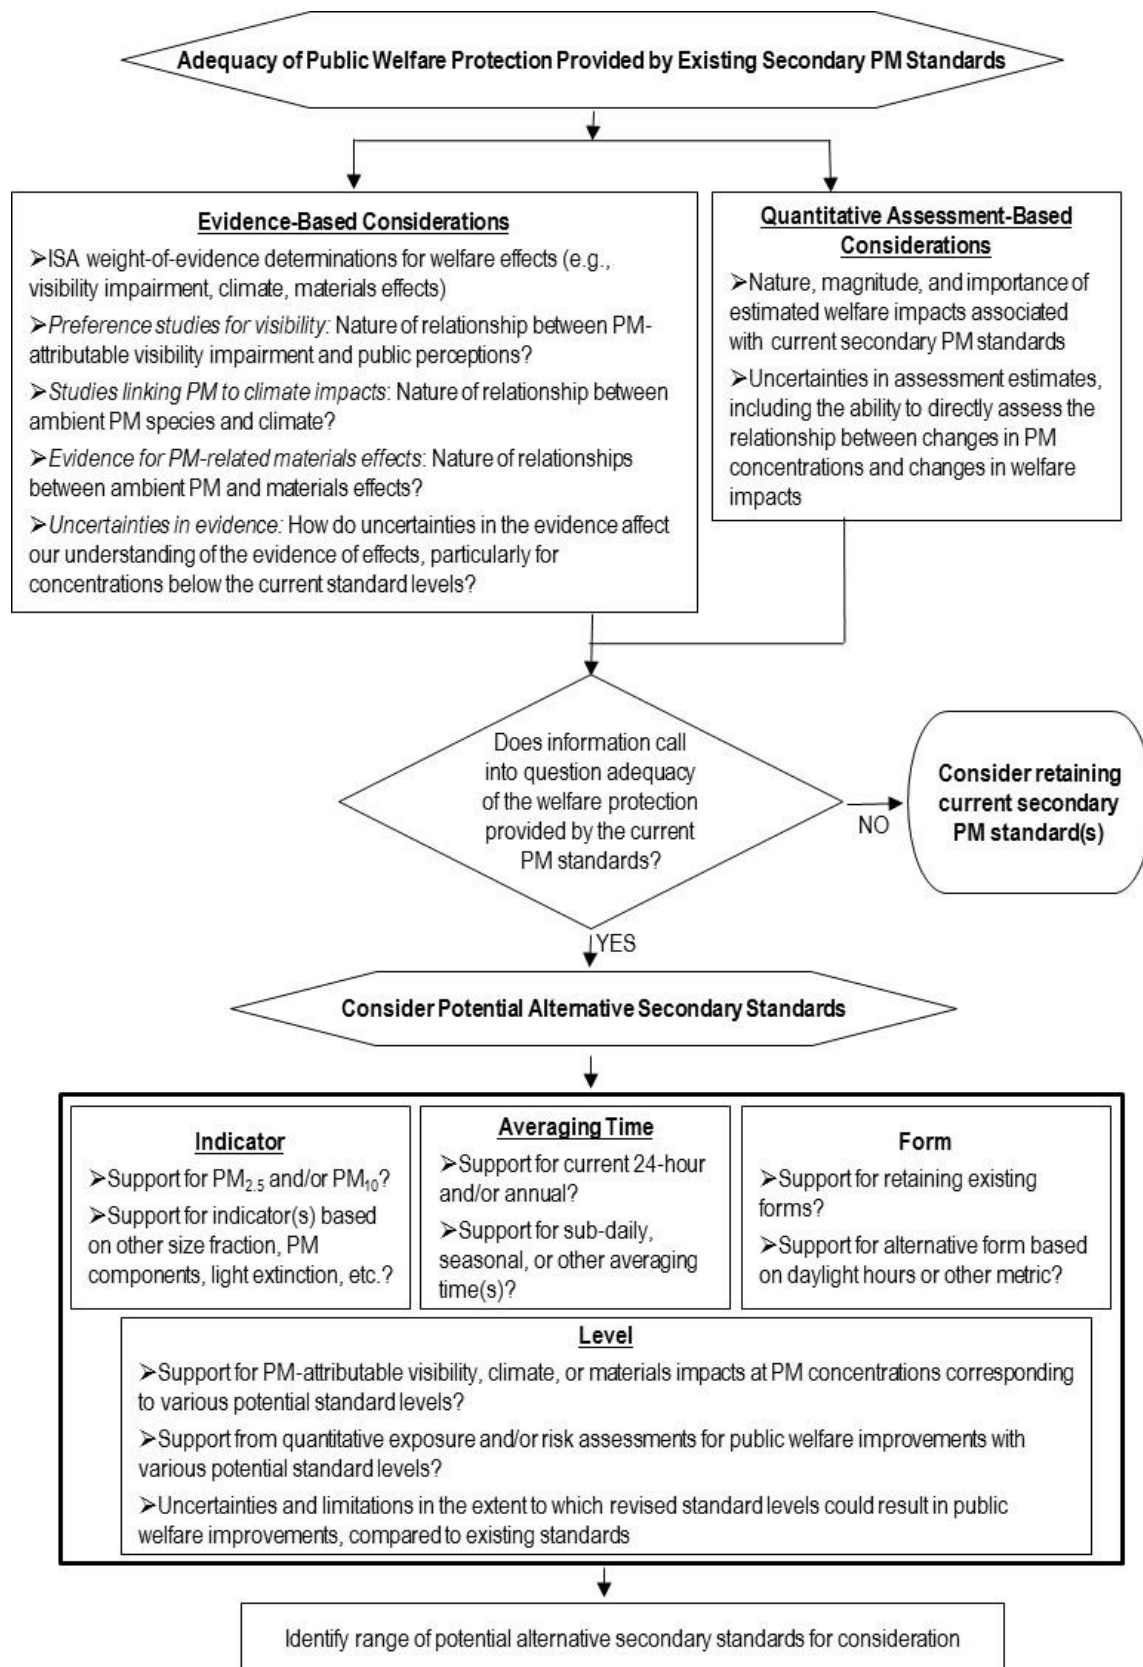 Adequacy of Public Welfare Protection Provided by Existing Secondary PM Standards
Evidence-Based Considerations
➢ISA weight-of-evidence determinations for welfare effects (e.g.,
visibility impairment, climate, materials effects)
➢Preference studies for visibility: Nature of relationship between PM-
attributable visibility impairment and public perceptions?
➢Studies linking PM to climate impacts: Nature of relationship between
ambient PM species and climate?
➢Evidence for PM-related materials effects: Nature of relationships
between ambient PM and materials effects?
➢Uncertainties in evidence: How do uncertainties in the evidence affect
our understanding of the evidence of effects, particularly for
concentrations below the current standard levels?
Quantitative Assessment-Based
Considerations
➢Nature, magnitude, and importance of
estimated welfare impacts associated
with current secondary PM standards
➢Uncertainties in assessment estimates,
including the ability to directly assess the
relationship between changes in PM
concentrations and changes in welfare
impacts
Does information call
into question adequacy
of the welfare protection
provided by the current
PM standards?
NO
Consider retaining
current secondary
PM standard(s)
YES
Consider Potential Alternative Secondary Standards
Indicator
➢Support for PM2.5 and/or PM10?
➢Support for indicator(s) based
on other size fraction, PM
components, light extinction, etc.?
Averaging Time
➢Support for current 24-hour
and/or annual?
➢Support for sub-daily,
seasonal, or other averaging
time(s)?
Form
➢Support for retaining existing
forms?
➢Support for alternative form based
on daylight hours or other metric?
Level
➢Support for PM-attributable visibility, climate, or materials impacts at PM concentrations corresponding
to various potential standard levels?
➢Support from quantitative exposure and/or risk assessments for public welfare improvements with
various potential standard levels?
➢Uncertainties and limitations in the extent to which revised standard levels could result in public
welfare improvements, compared to existing standards
Identify range of potential alternative secondary standards for consideration